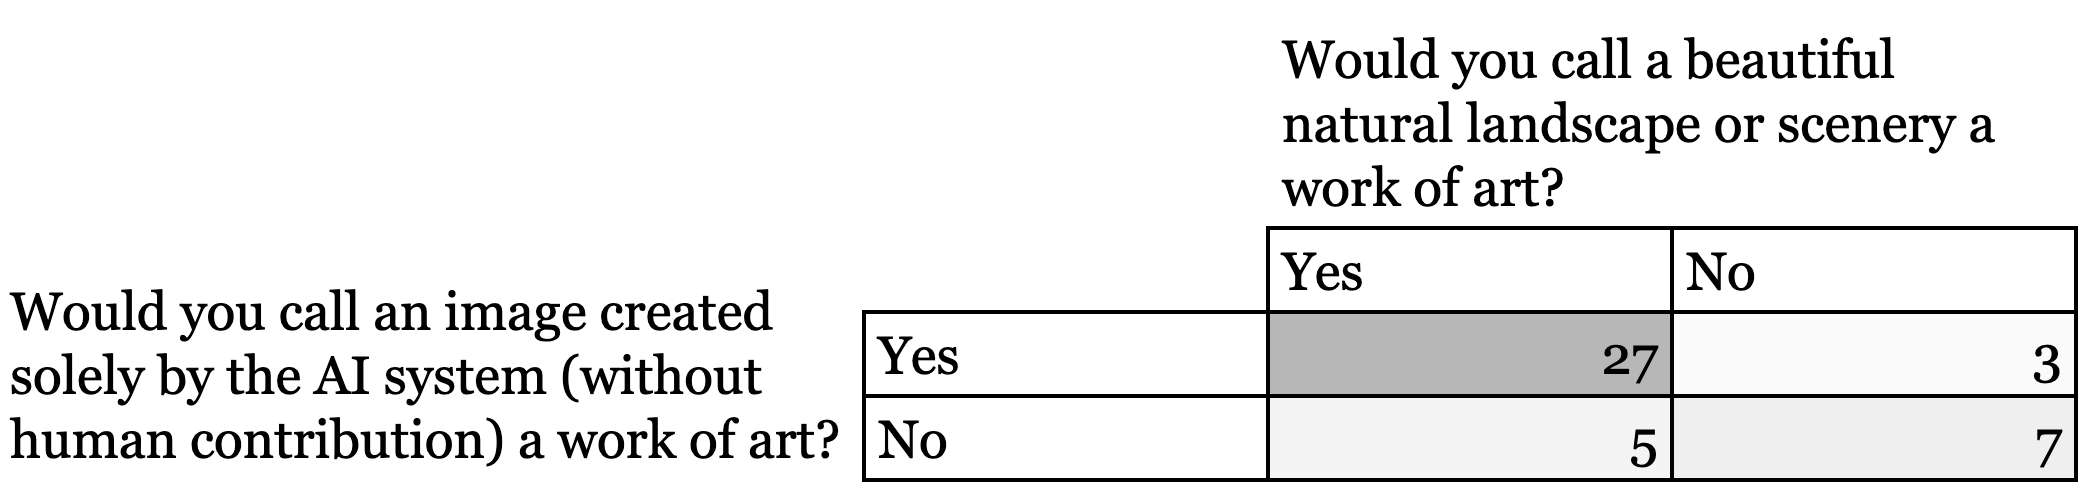 Would you call a beautiful
natural landscape or scenery a
work of art?
Yes No
Would you call an image created
solely by the AI system (without
human contribution) a work of art?
Yes 27 3
No 5 7